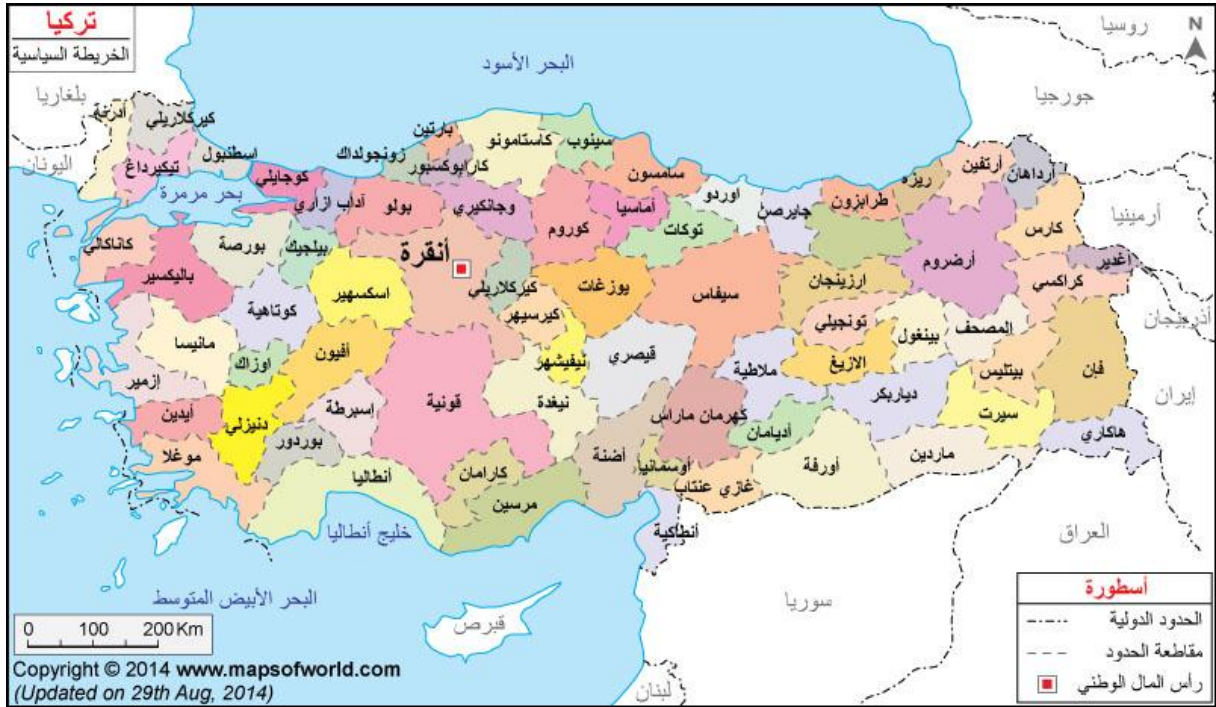 تركيا
الخريطة السياسية
N
روسيا
البحر الأسود
جورجيا
بلغاريا
أدرنة
كيركلاريلي
بارتين
كاستامونو
سينوب
اليونان
تيكيرداغ
اسطنبول
زونجولداك
كارابوكسبور
سامسون
أرتفين
أرداهان
بحر مرمرة
كوجايلي
آداب ازاري
بولو
وجانكيري
كوروم
أماسيا
اوردو
جايرصن
طرابزون
ريزه
أرمينيا
كاناكالي
بورصة
بيلجيك
أنقرة
توكات
أرضروم
كارس
باليكسير
اسكسهير
كيركلاريلي
يوزغات
سيفاس
ارزينجان
كراكسي
اغدير
كوتاهية
كيرسيهر
تونجيلي
بينغول
المصحف
أذربنجان
مانيسا
اوزاك
أفيون
نيفيشهر
قيصري
ملاطية
الازيغ
بيتليس
فإن
إزمير
إيران
أيدين
دنيزلي
إسبرطة
قونية
نيغدة
كهرمان ماراس
أديامان
دياربكر
سيرت
هاكاري
موغلا
بوردور
أنطاليا
كارامان
أضنة
أوسمانيا
غازي عنتاب
أورفة
ماردين
مرسين
خليج أنطاليا
أنطاكية
العراق
البحر الأبيض المتوسط
قبرص
سوريا
لبنان
أسطورة
الحدود الدولية
مقاطعة الحدود
رأس المال الوطني
0 100 200 Km
Copyright © 2014 www.mapsofworld.com
(Updated on 29th Aug, 2014)